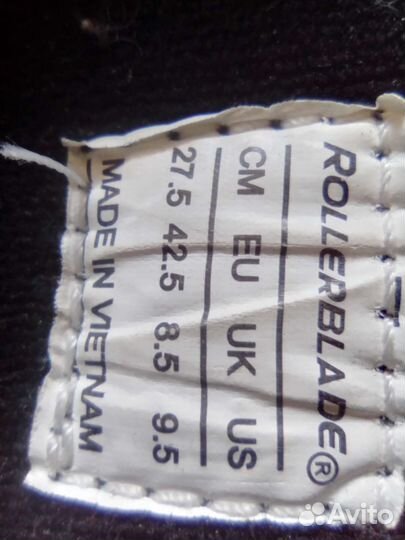 ROLLERBLADE®
CM EU UK US
27.5 42.5 8.5 9.5
MADE IN VIETNAM
Avito